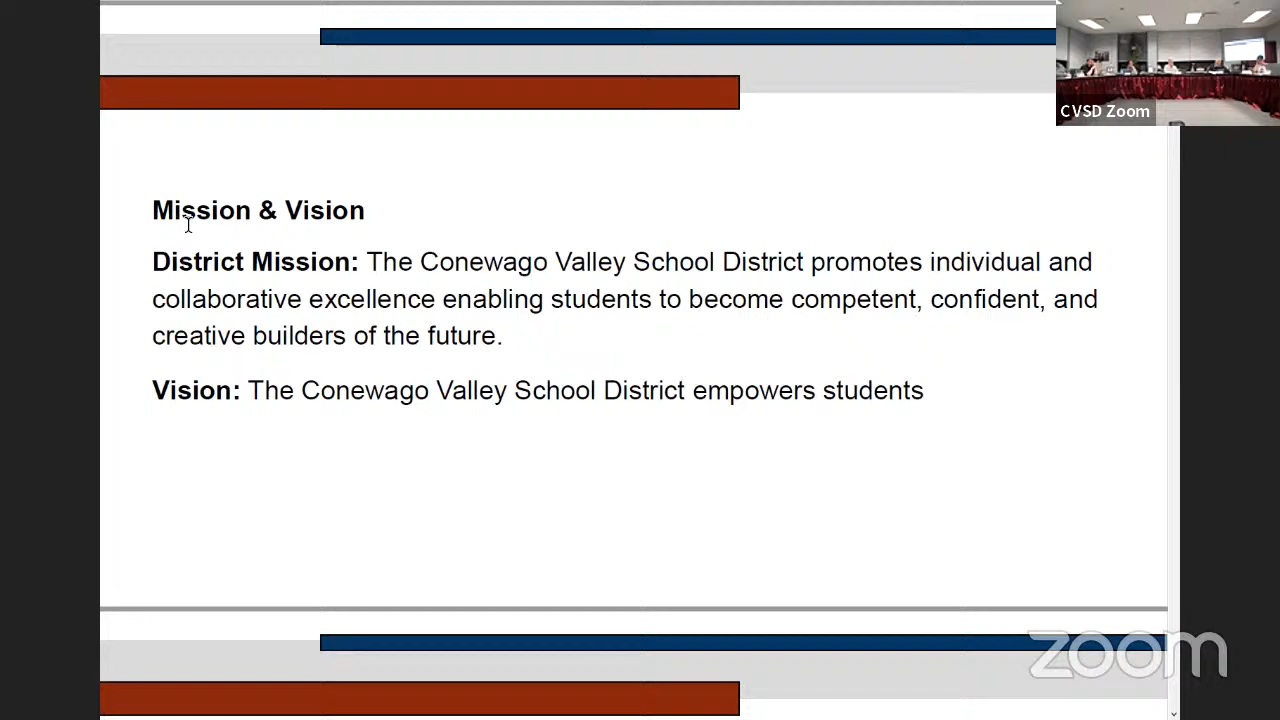 CVSD Zoom
Mission & Vision
District Mission: The Conewago Valley School District promotes individual and
collaborative excellence enabling students to become competent, confident, and
creative builders of the future.
Vision: The Conewago Valley School District empowers students
zoom